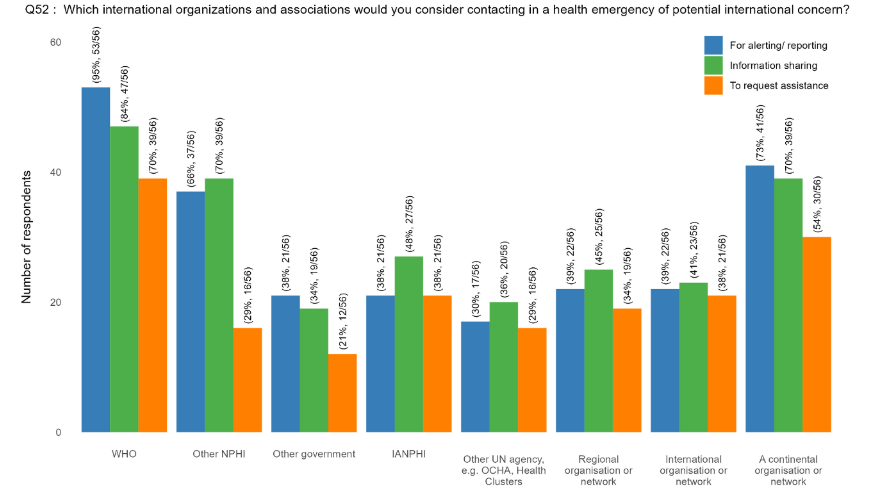 Q52 : Which international organizations and associations would you consider contacting in a health emergency of potential international concern?
For alerting/ reporting
Information sharing
To request assistance
Number of respondents
60
40
20
0
(95%, 53/56)
(84%, 47/56)
(70%, 39/56)
(66%, 37/56)
(70%, 39/56)
(29%, 16/56)
(38%, 21/56)
(34%, 19/56)
(21%, 12/56)
(38%, 21/56)
(48%, 27/56)
(38%, 21/56)
(30%, 17/56)
(36%, 20/56)
(29%, 16/56)
(39%, 22/56)
(45%, 25/56)
(34%, 19/56)
(39%, 22/56)
(41%, 23/56)
(38%, 21/56)
(73%, 41/56)
(70%, 39/56)
(54%, 30/56)
WHO
Other NPHI
Other government
IANPHI
Other UN agency,
e.g. OCHA, Health
Clusters
Regional
organisation or
network
International
organisation or
network
A continental
organisation or
network